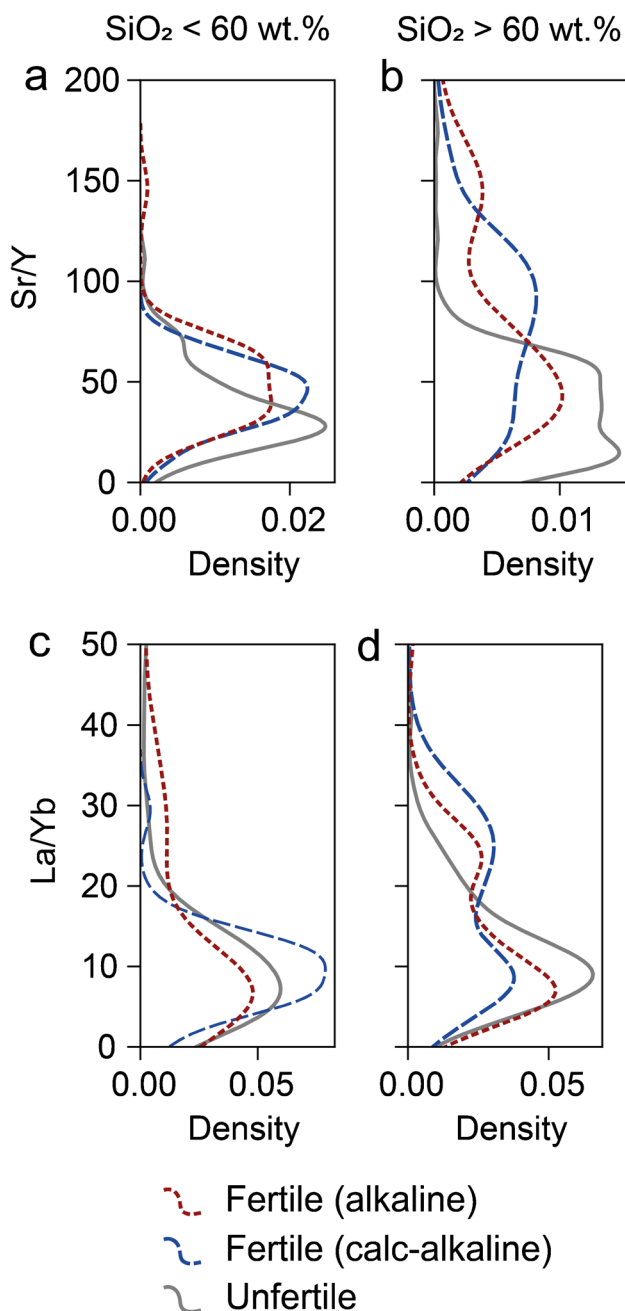 SiO₂ < 60 wt.% SiO₂ > 60 wt.%
a b
200
150
100
50
0
Sr/Y
0.00 0.02 0.00 0.01
Density Density
c d
50
40
30
20
10
0
La/Yb
0.00 0.05 0.00 0.05
Density Density
Fertile (alkaline)
Fertile (calc-alkaline)
Unfertile